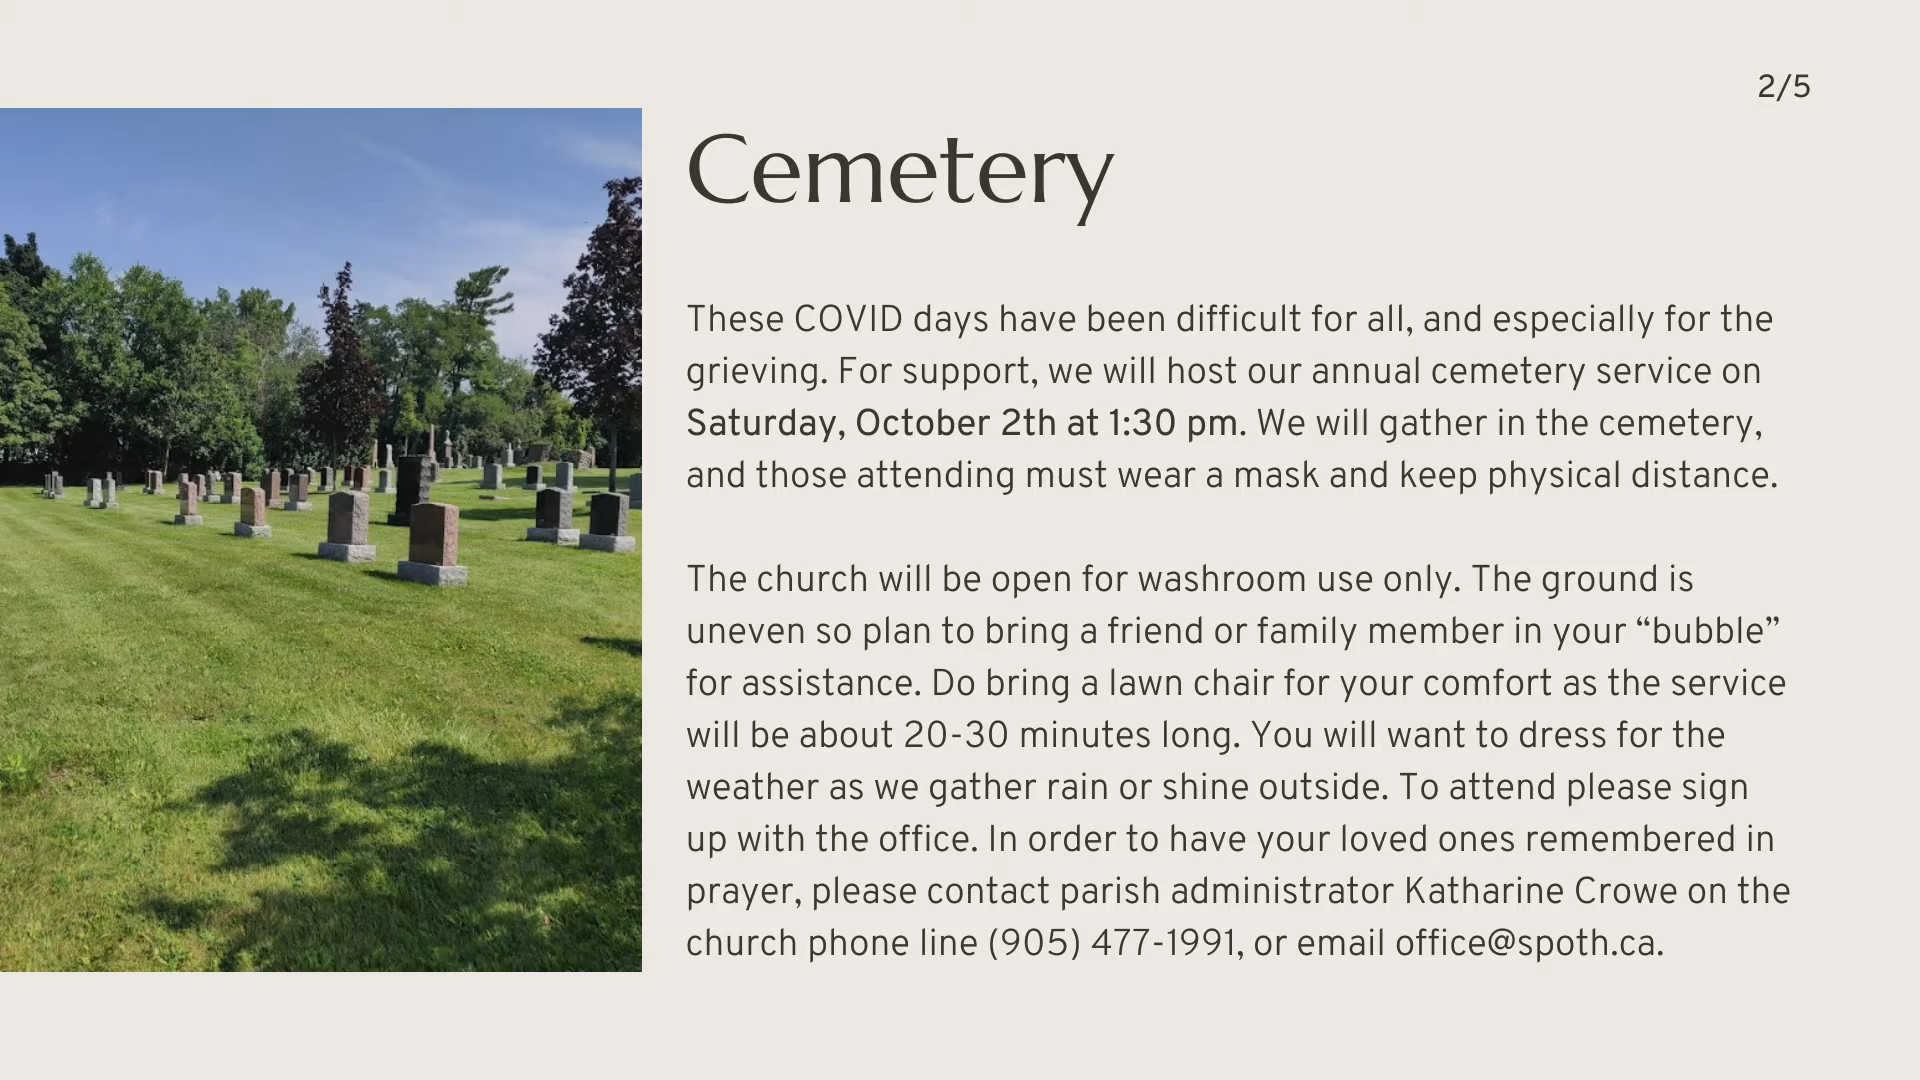 2/5
Cemetery
These COVID days have been difficult for all, and especially for the
grieving. For support, we will host our annual cemetery service on
Saturday, October 2th at 1:30 pm. We will gather in the cemetery,
and those attending must wear a mask and keep physical distance.
The church will be open for washroom use only. The ground is
uneven so plan to bring a friend or family member in your “bubble”
for assistance. Do bring a lawn chair for your comfort as the service
will be about 20-30 minutes long. You will want to dress for the
weather as we gather rain or shine outside. To attend please sign
up with the office. In order to have your loved ones remembered in
prayer, please contact parish administrator Katharine Crowe on the
church phone line (905) 477-1991, or email office@spoth.ca.